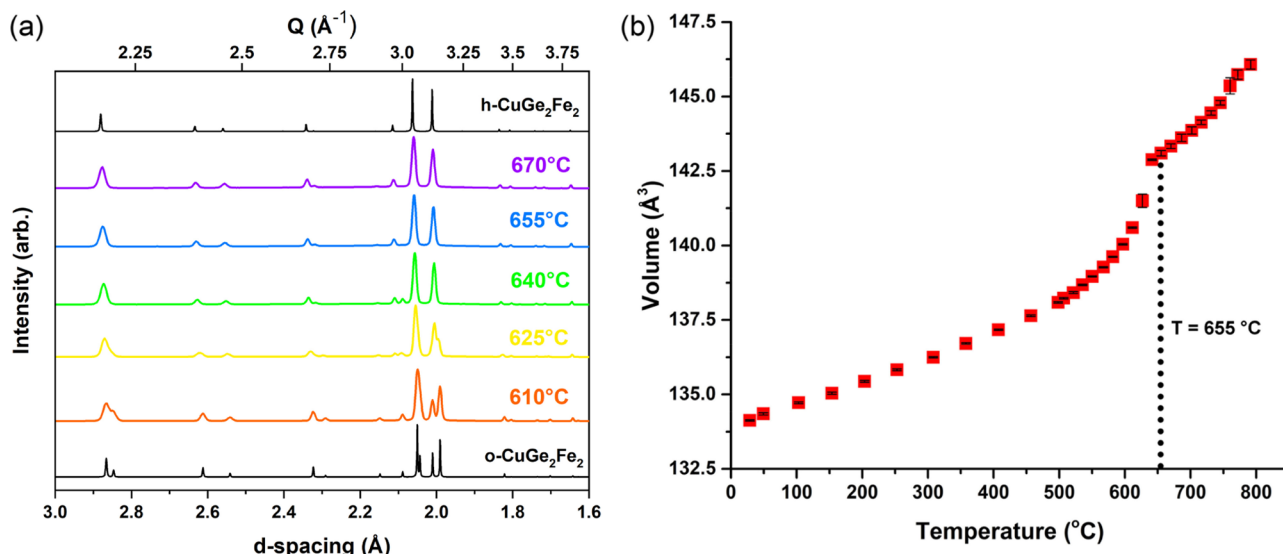 (a)
Q (Å⁻¹)
2.25 2.5 2.75 3.0 3.25 3.5 3.75
h-CuGe₂Fe₂
670°C
655°C
640°C
625°C
610°C
o-CuGe₂Fe₂
Intensity (arb.)
3.0 2.8 2.6 2.4 2.2 2.0 1.8 1.6
d-spacing (Å)
(b)
147.5
145.0
142.5
140.0
137.5
135.0
132.5
Volume (Å³)
T = 655 °C
0 100 200 300 400 500 600 700 800
Temperature (°C)